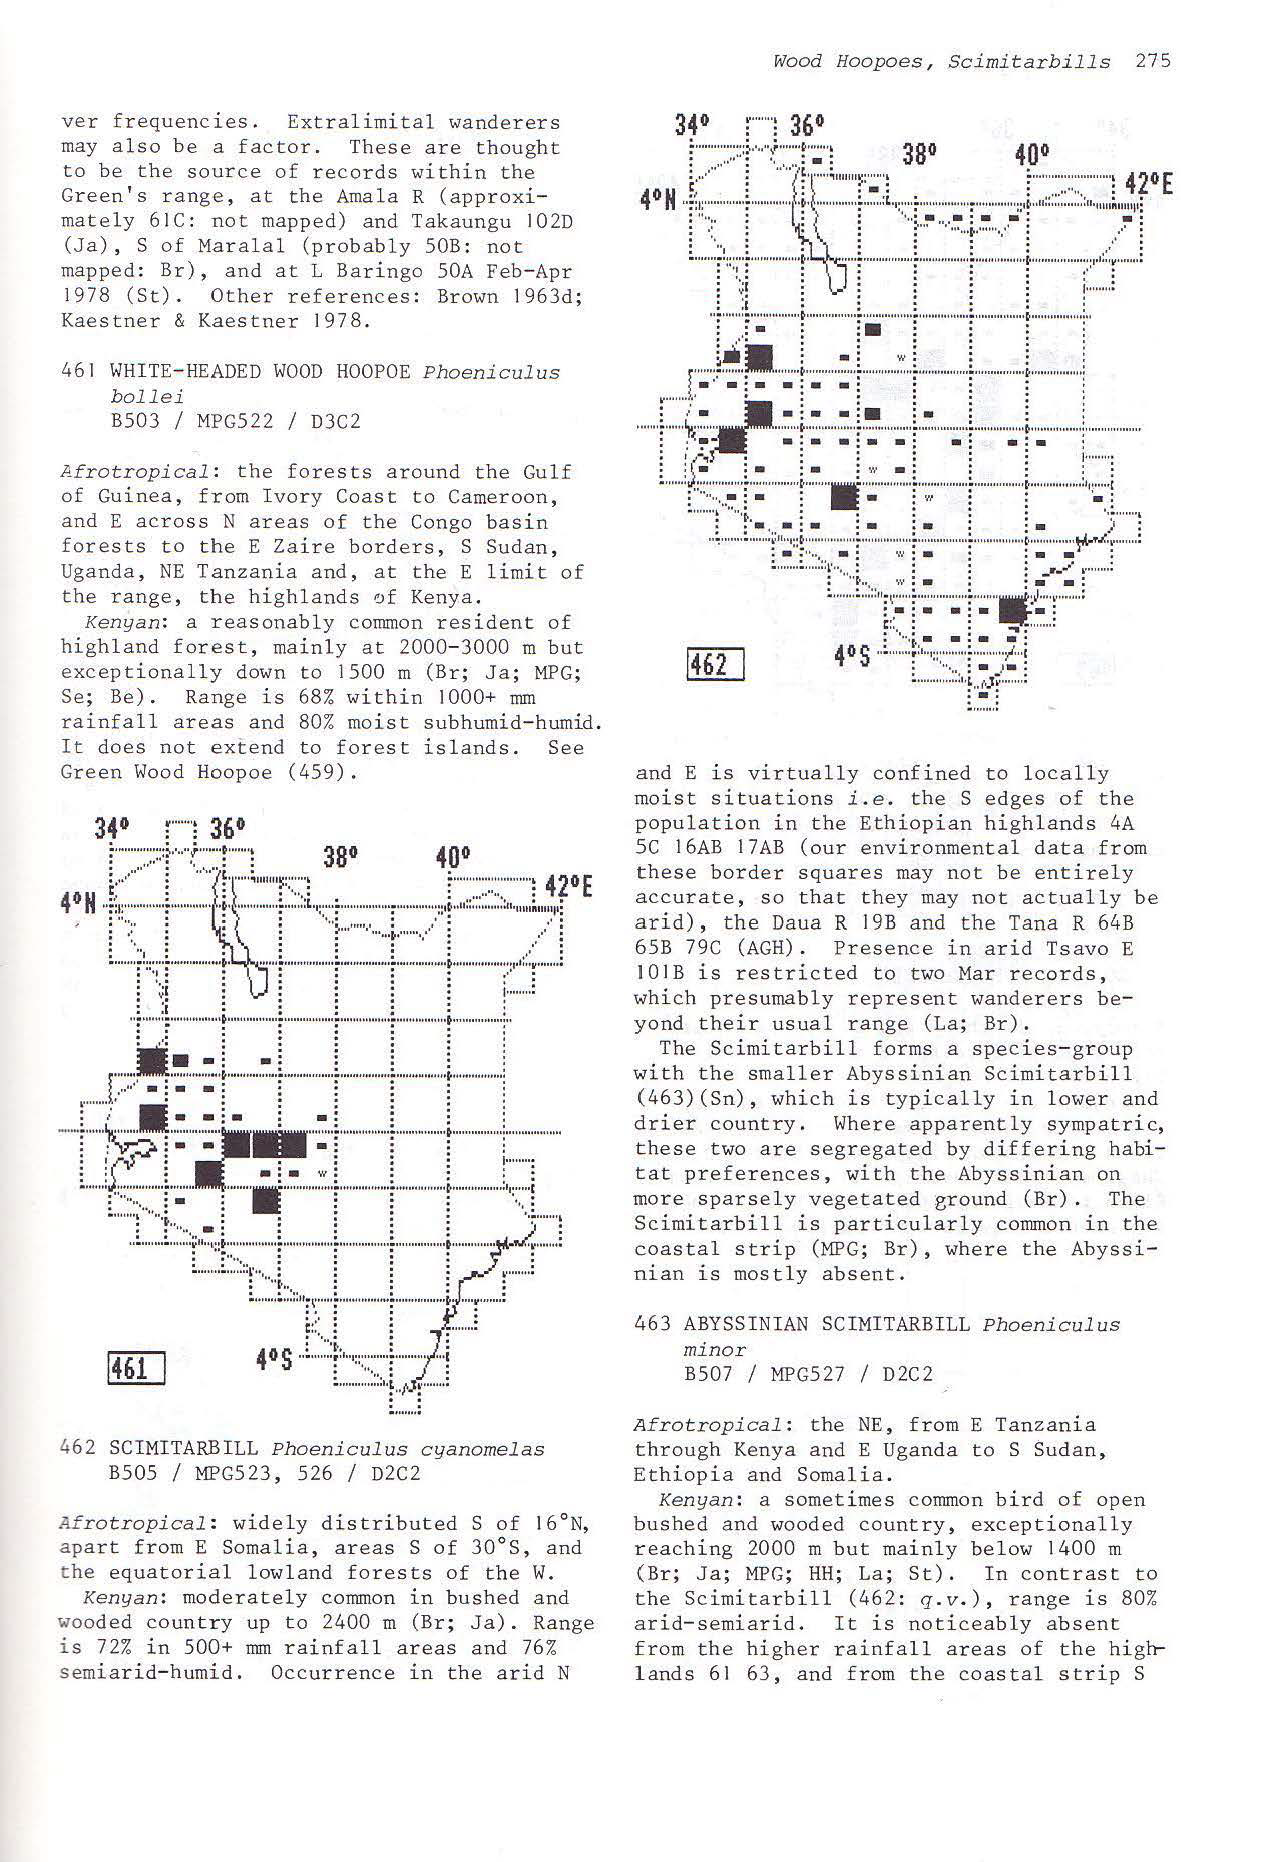 Wood Hoopoes, Scimitarbills 275
ver frequencies. Extralimital wanderers
may also be a factor. These are thought
to be the source of records within the
Green's range, at the Amala R (approxi-
mately 61C: not mapped) and Takaungu 102D
(Ja), S of Maralal (probably 50B: not
mapped: Br), and at L Baringo 50A Feb-Apr
1978 (St). Other references: Brown 1963d;
Kaestner & Kaestner 1978.
461 WHITE-HEADED WOOD HOOPOE Phoeniculus
bollei
B503 / MPG522 / D3C2
Afrotropical: the forests around the Gulf
of Guinea, from Ivory Coast to Cameroon,
and E across N areas of the Congo basin
forests to the E Zaire borders, S Sudan,
Uganda, NE Tanzania and, at the E limit of
the range, the highlands of Kenya.
Kenyan: a reasonably common resident of
highland forest, mainly at 2000-3000 m but
exceptionally down to 1500 m (Br; Ja; MPG;
Se; Be). Range is 68% within 1000+ mm
rainfall areas and 80% moist subhumid-humid.
It does not extend to forest islands. See
Green Wood Hoopoe (459).
34° 36°
38° 40°
4°N 42°E
w
4°S
461
462 SCIMITARBILL Phoeniculus cyanomelas
B505 / MPG523, 526 / D2C2
Afrotropical: widely distributed S of 16°N,
apart from E Somalia, areas S of 30°S, and
the equatorial lowland forests of the W.
Kenyan: moderately common in bushed and
wooded country up to 2400 m (Br; Ja). Range
is 72% in 500+ mm rainfall areas and 76%
semiarid-humid. Occurrence in the arid N
34° 36°
38° 40°
4°N 42°E
w
w
w
w
w
4°S
462
and E is virtually confined to locally
moist situations i.e. the S edges of the
population in the Ethiopian highlands 4A
5C 16AB 17AB (our environmental data from
these border squares may not be entirely
accurate, so that they may not actually be
arid), the Daua R 19B and the Tana R 64B
65B 79C (AGH). Presence in arid Tsavo E
101B is restricted to two Mar records,
which presumably represent wanderers be-
yond their usual range (La; Br).
The Scimitarbill forms a species-group
with the smaller Abyssinian Scimitarbill
(463)(Sn), which is typically in lower and
drier country. Where apparently sympatric,
these two are segregated by differing habi-
tat preferences, with the Abyssinian on
more sparsely vegetated ground (Br). The
Scimitarbill is particularly common in the
coastal strip (MPG; Br), where the Abyssi-
nian is mostly absent.
463 ABYSSINIAN SCIMITARBILL Phoeniculus
minor
B507 / MPG527 / D2C2
Afrotropical: the NE, from E Tanzania
through Kenya and E Uganda to S Sudan,
Ethiopia and Somalia.
Kenyan: a sometimes common bird of open
bushed and wooded country, exceptionally
reaching 2000 m but mainly below 1400 m
(Br; Ja; MPG; HH; La; St). In contrast to
the Scimitarbill (462: q.v.), range is 80%
arid-semiarid. It is noticeably absent
from the higher rainfall areas of the high-
lands 61 63, and from the coastal strip S